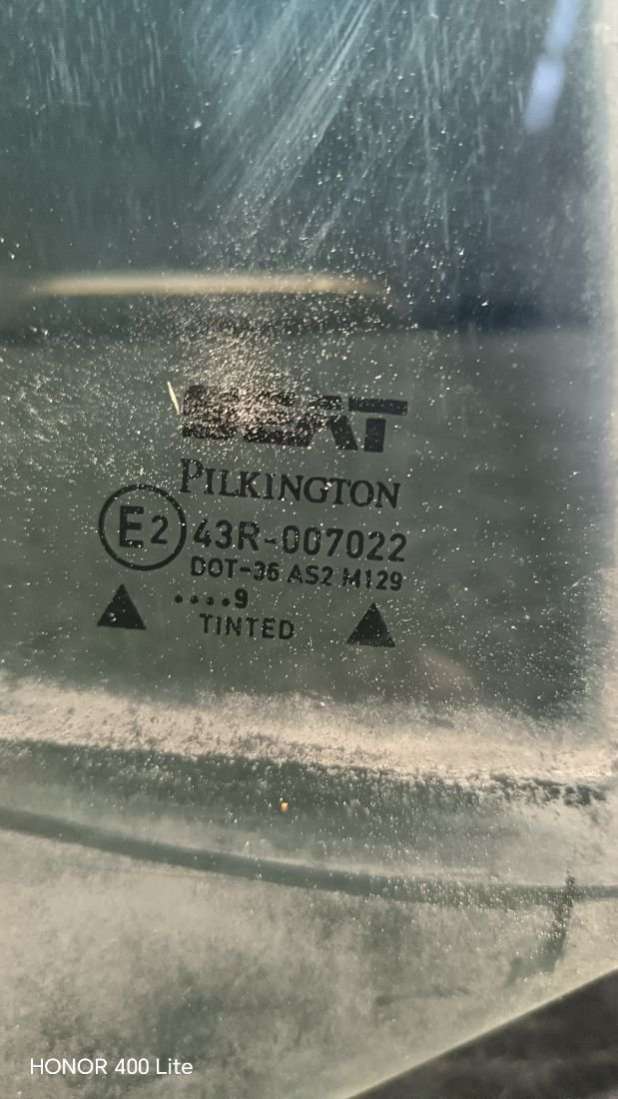 SEAT
PILKINGTON
E2 43R-007022
DOT-36 AS2 M129
....9
TINTED
HONOR 400 Lite